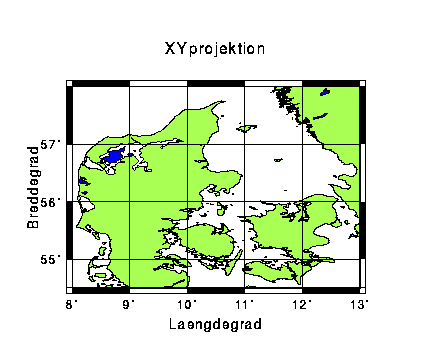 XYprojektion
57°
56°
55°
Breddegrad
8° 9° 10° 11° 12° 13°
Laengdegrad